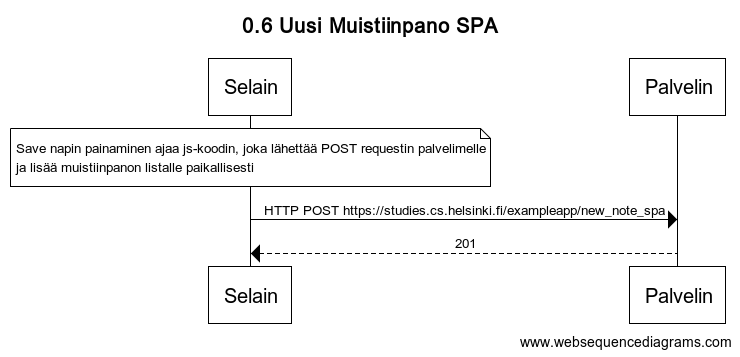 0.6 Uusi Muistiinpano SPA
Selain
Palvelin
Save napin painaminen ajaa js-koodin, joka lähettää POST requestin palvelimelle
ja lisää muistiinpanon listalle paikallisesti
HTTP POST https://studies.cs.helsinki.fi/exampleapp/new_note_spa
201
Selain
Palvelin
www.websequencediagrams.com